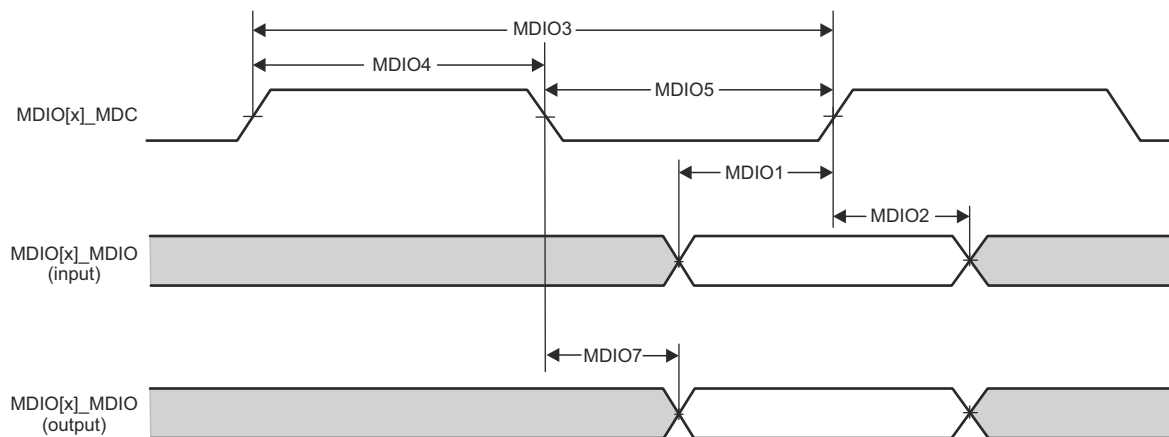 MDIO3
MDIO4
MDIO5
MDIO[x]_MDC
MDIO1
MDIO2
MDIO[x]_MDIO
(input)
MDIO7
MDIO[x]_MDIO
(output)